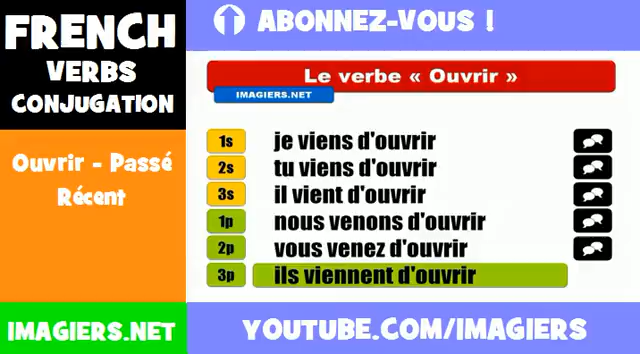 FRENCH
VERBS
CONJUGATION
Ouvrir - Passé
Récent
IMAGIERS.NET
ABONNEZ-VOUS !
Le verbe « Ouvrir »
IMAGIERS.NET
1s je viens d'ouvrir
2s tu viens d'ouvrir
3s il vient d'ouvrir
1p nous venons d'ouvrir
2p vous venez d'ouvrir
3p ils viennent d'ouvrir
YOUTUBE.COM/IMAGIERS